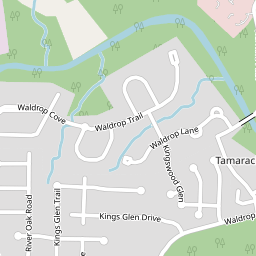 Waldrop Cove
Waldrop Trail
Waldrop Lane
Kingswood Glen
Tamarac
River Oak Road
Kings Glen Trail
Kings Glen Drive
Waldrop